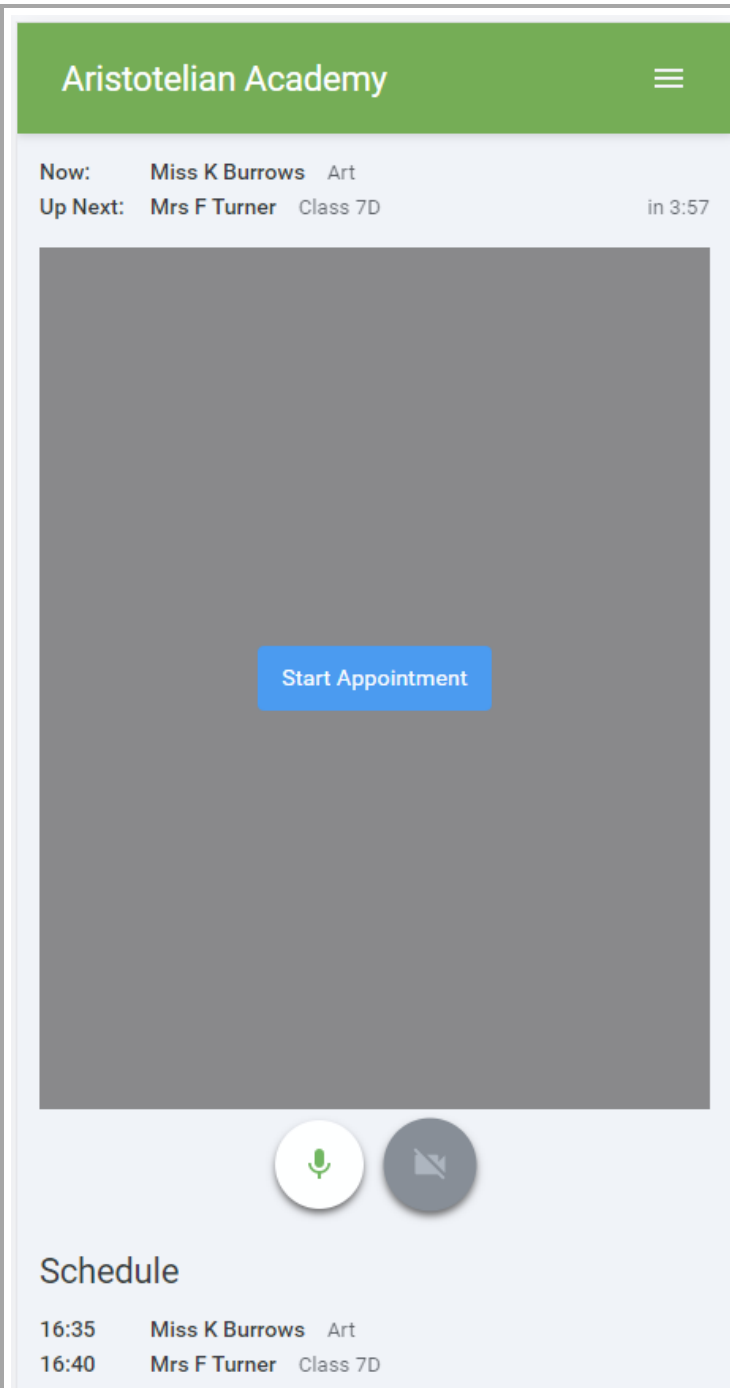 Aristotelian Academy
Now: Miss K Burrows Art
Up Next: Mrs F Turner Class 7D in 3:57
Start Appointment
Schedule
16:35 Miss K Burrows Art
16:40 Mrs F Turner Class 7D